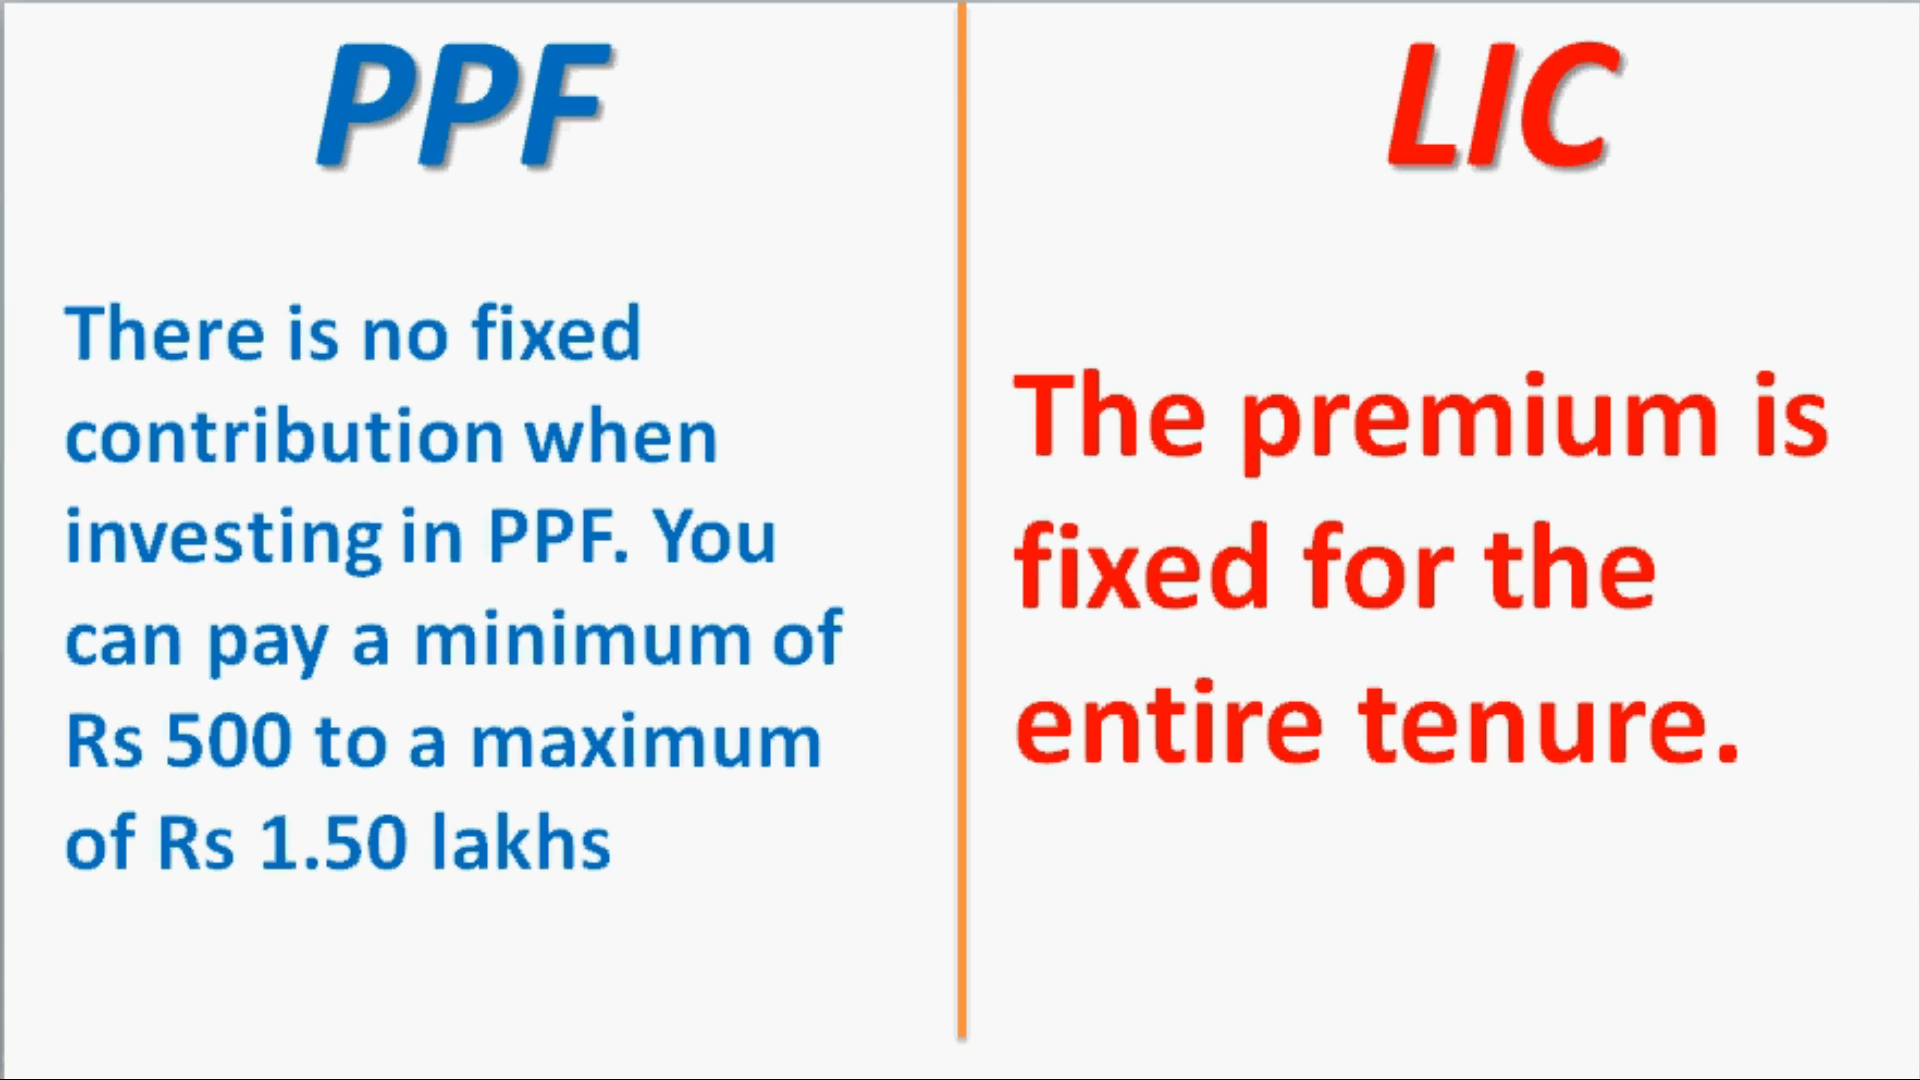 PPF
There is no fixed
contribution when
investing in PPF. You
can pay a minimum of
Rs 500 to a maximum
of Rs 1.50 lakhs
LIC
The premium is
fixed for the
entire tenure.